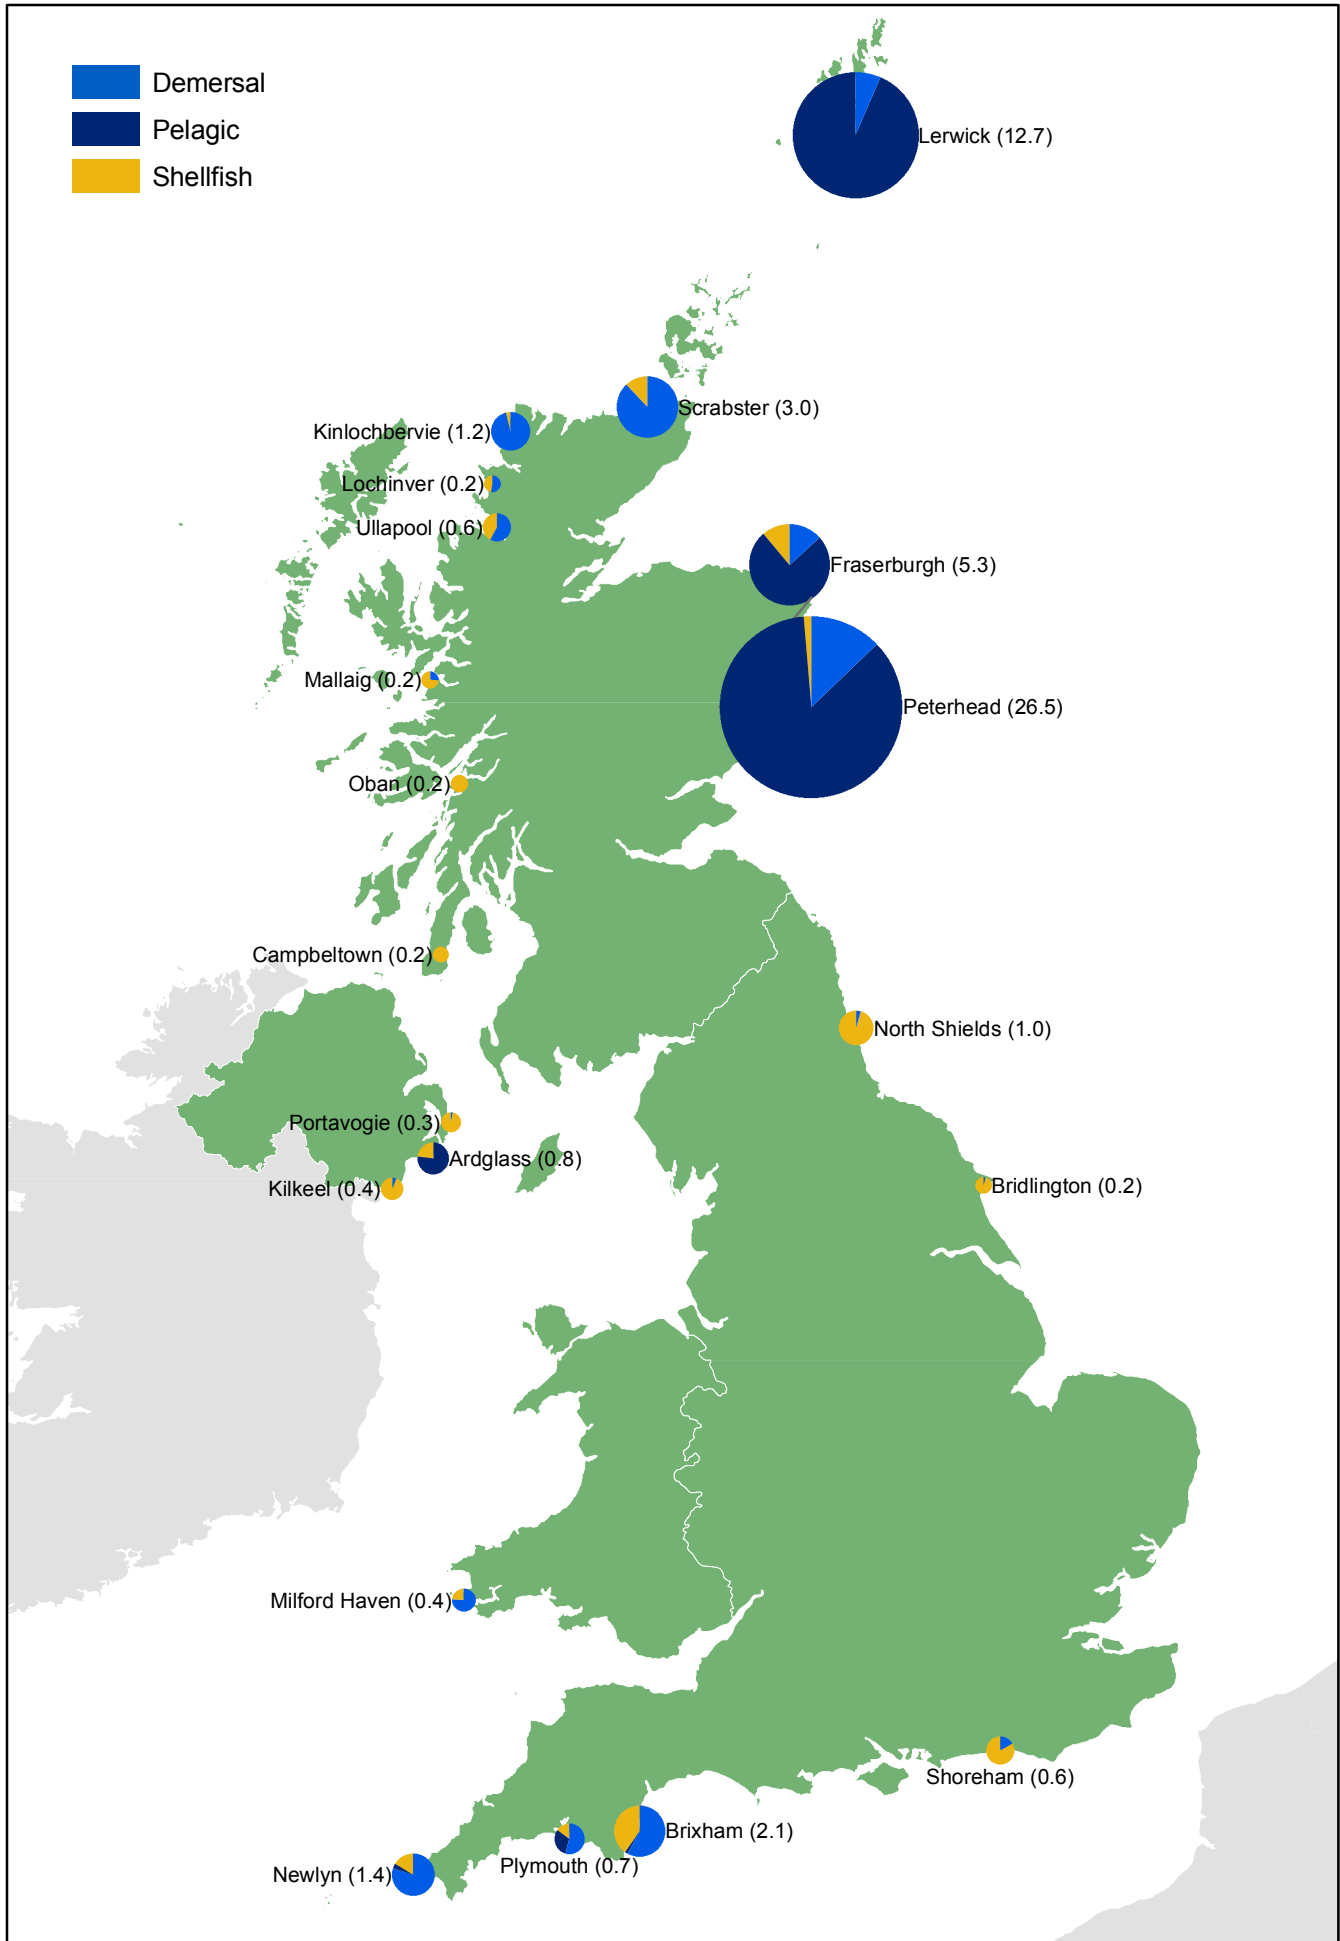 Demersal
Pelagic
Shellfish
Lerwick (12.7)
Scrabster (3.0)
Kinlochbervie (1.2)
Lochinver (0.2)
Ullapool (0.6)
Fraserburgh (5.3)
Mallaig (0.2)
Peterhead (26.5)
Oban (0.2)
Campbeltown (0.2)
North Shields (1.0)
Portavogie (0.3)
Ardglass (0.8)
Kilkeel (0.4)
Bridlington (0.2)
Milford Haven (0.4)
Shoreham (0.6)
Brixham (2.1)
Plymouth (0.7)
Newlyn (1.4)